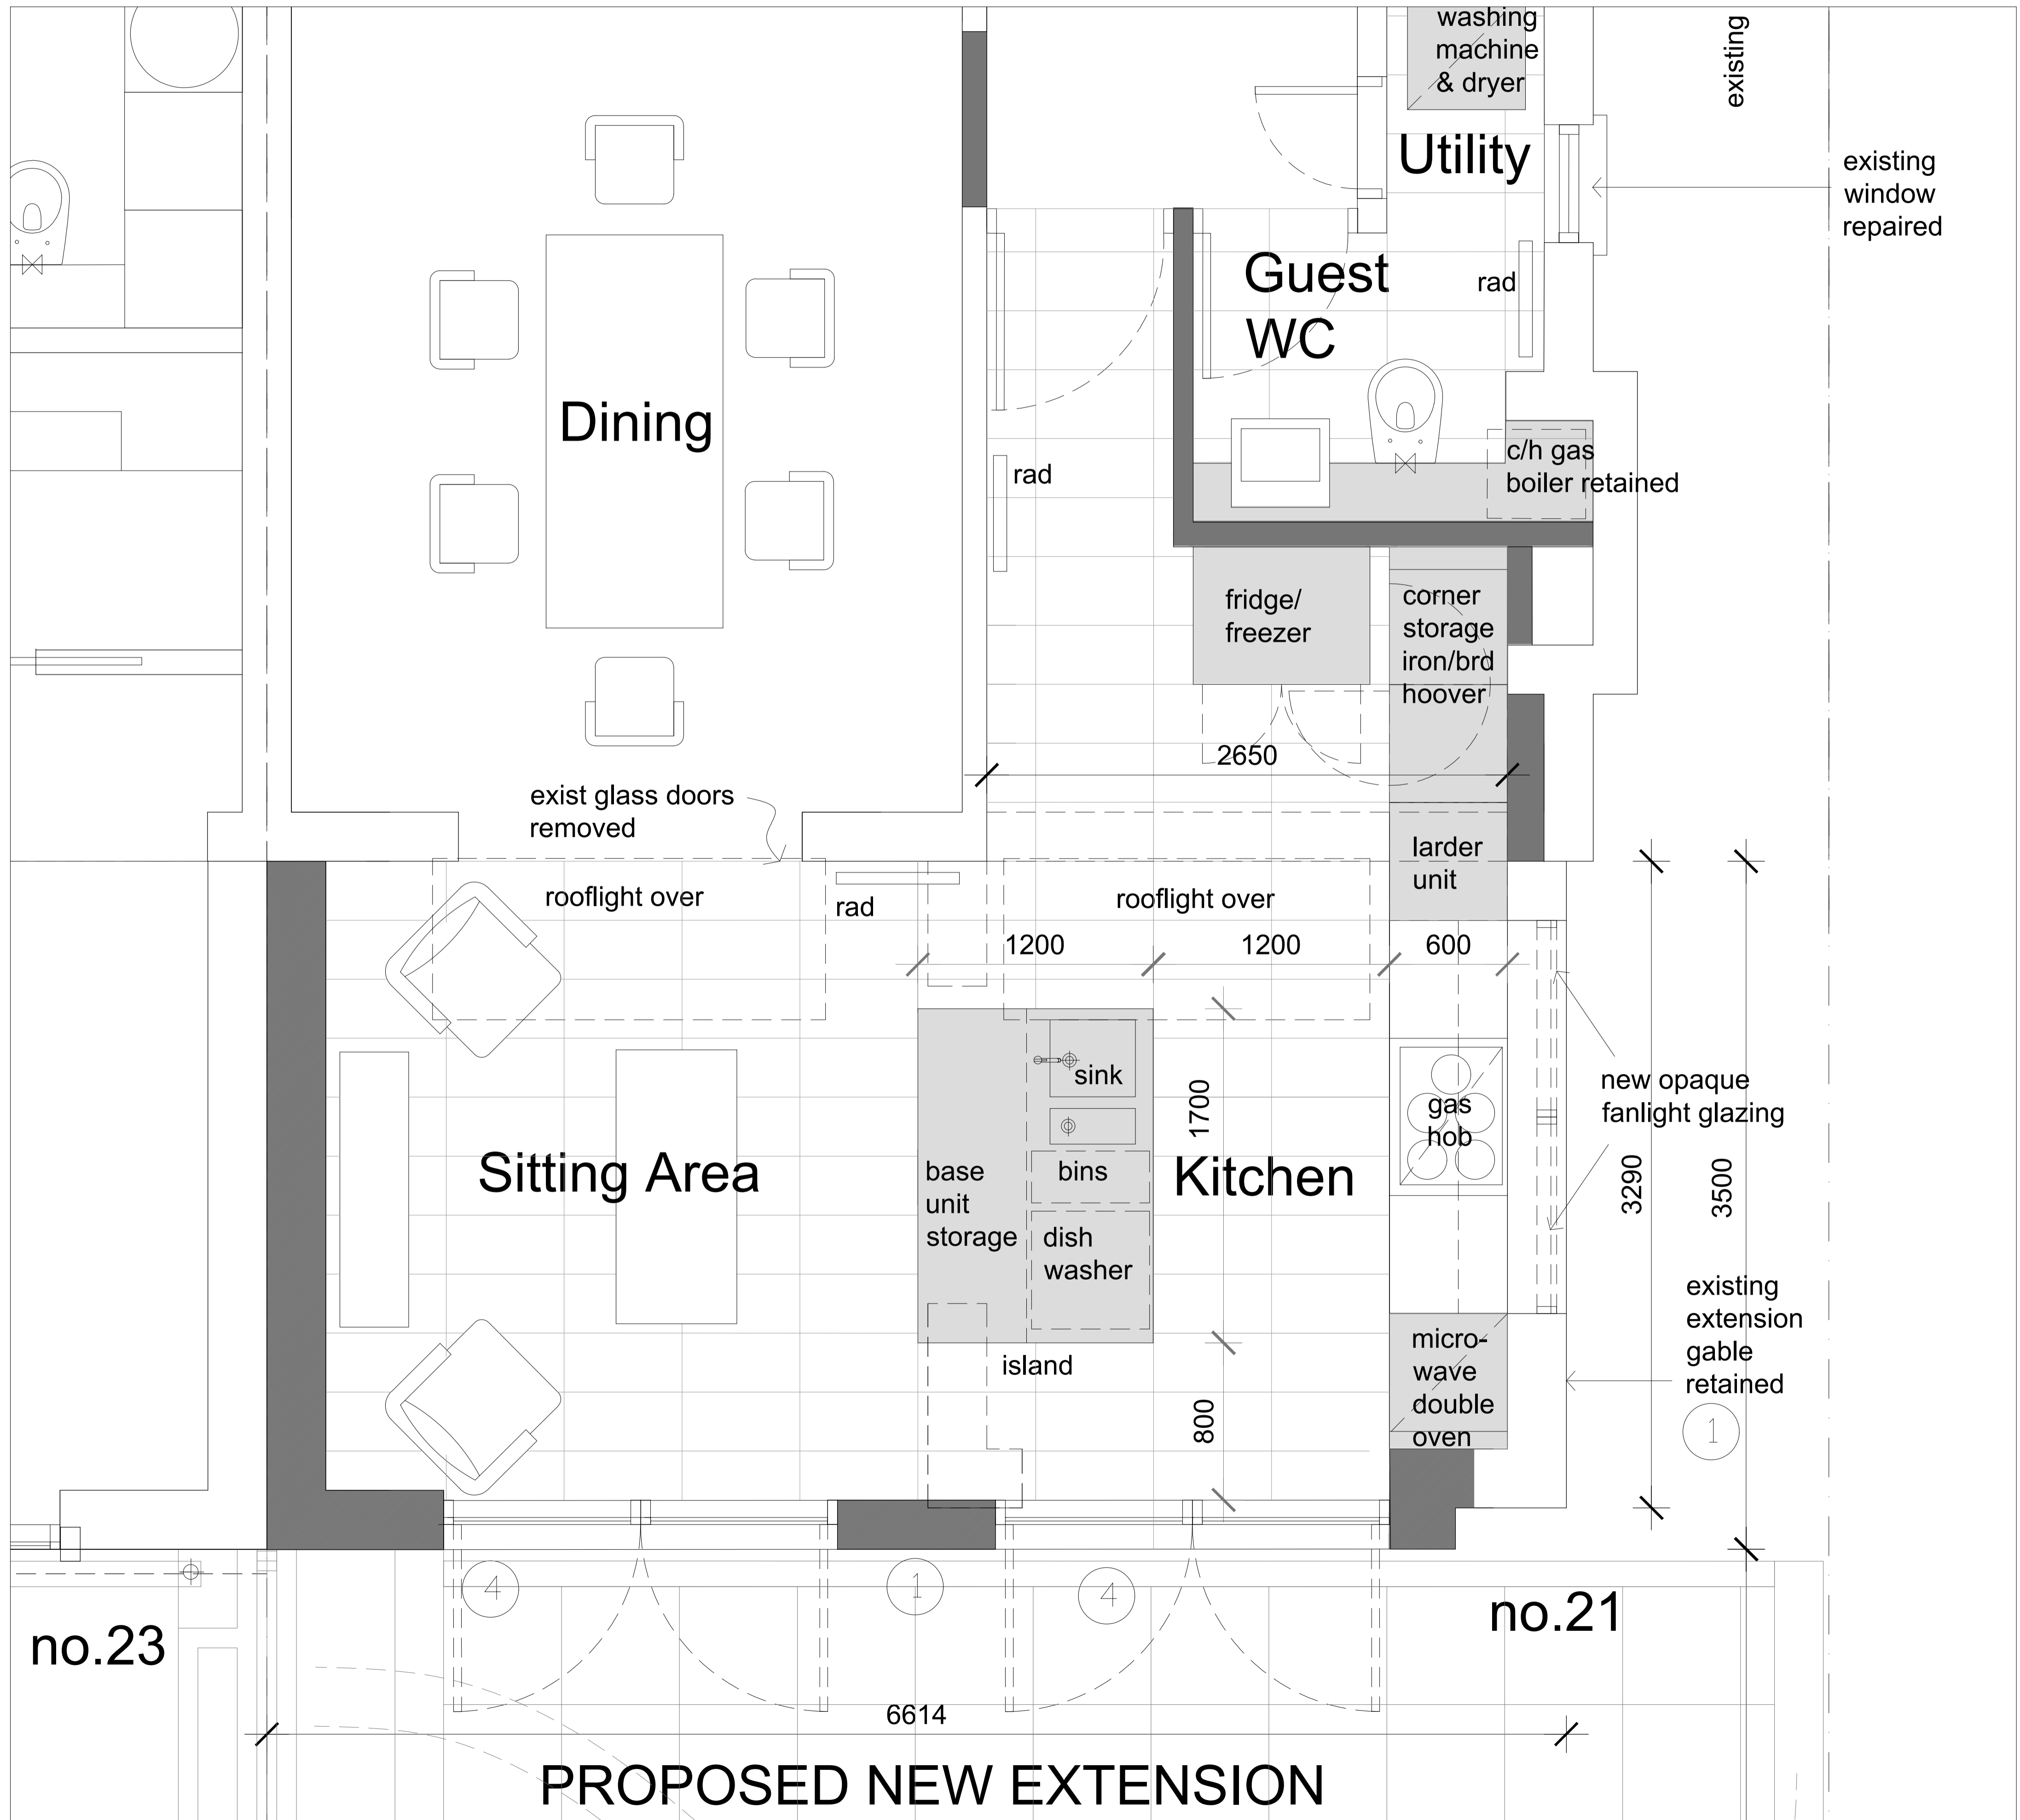 washing
machine
& dryer
existing
Utility
existing
window
repaired
Guest
WC
rad
Dining
c/h gas
boiler retained
rad
fridge/
freezer
corner
storage
iron/brd
hoover
2650
exist glass doors
removed
larder
unit
rooflight over
rad
rooflight over
1200
1200
600
sink
1700
gas
hob
new opaque
fanlight glazing
Sitting Area
base
unit
storage
bins
Kitchen
3290
3500
dish
washer
existing
extension
gable
retained
island
micro-
wave
double
oven
800
1
4
1
4
no.23
no.21
6614
PROPOSED NEW EXTENSION